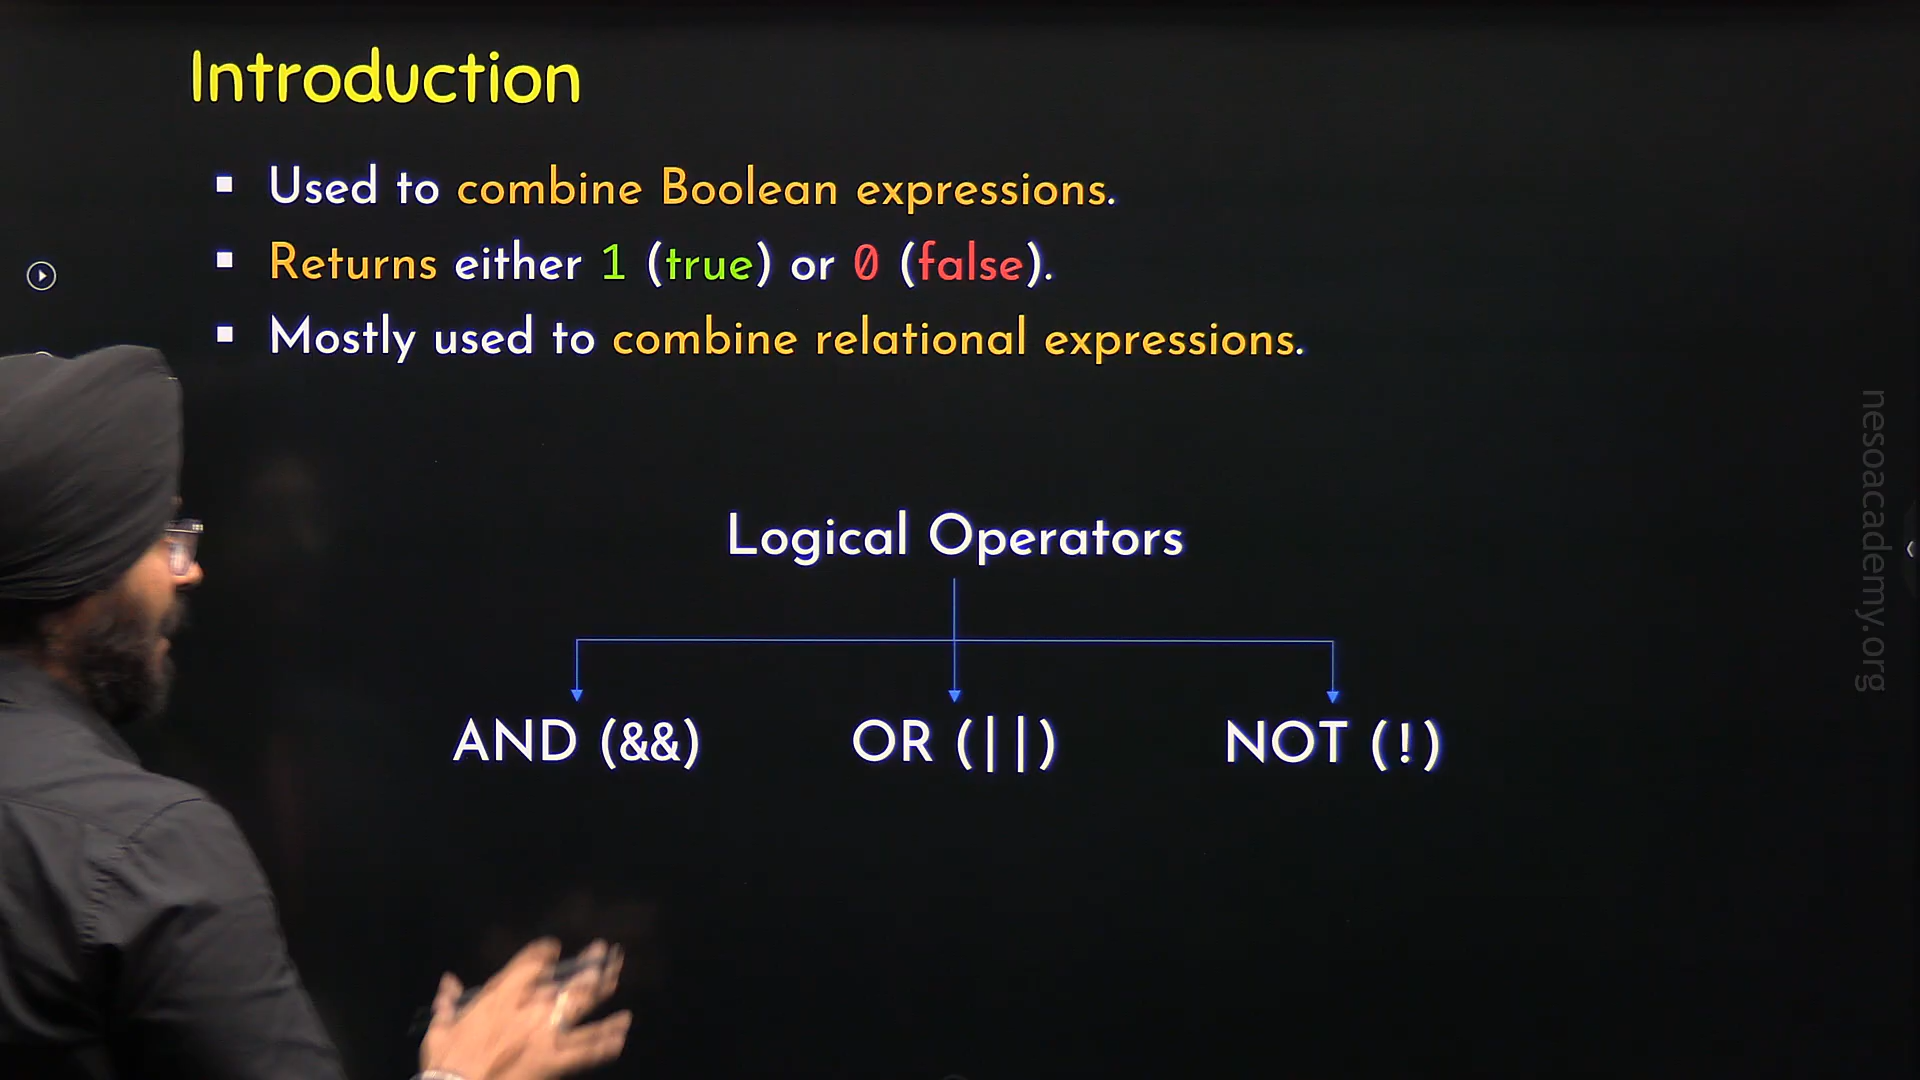 Introduction
▪ Used to combine Boolean expressions.
▪ Returns either 1 (true) or 0 (false).
▪ Mostly used to combine relational expressions.
Logical Operators
AND (&&)
OR (||)
NOT (!)
nesoacademy.org